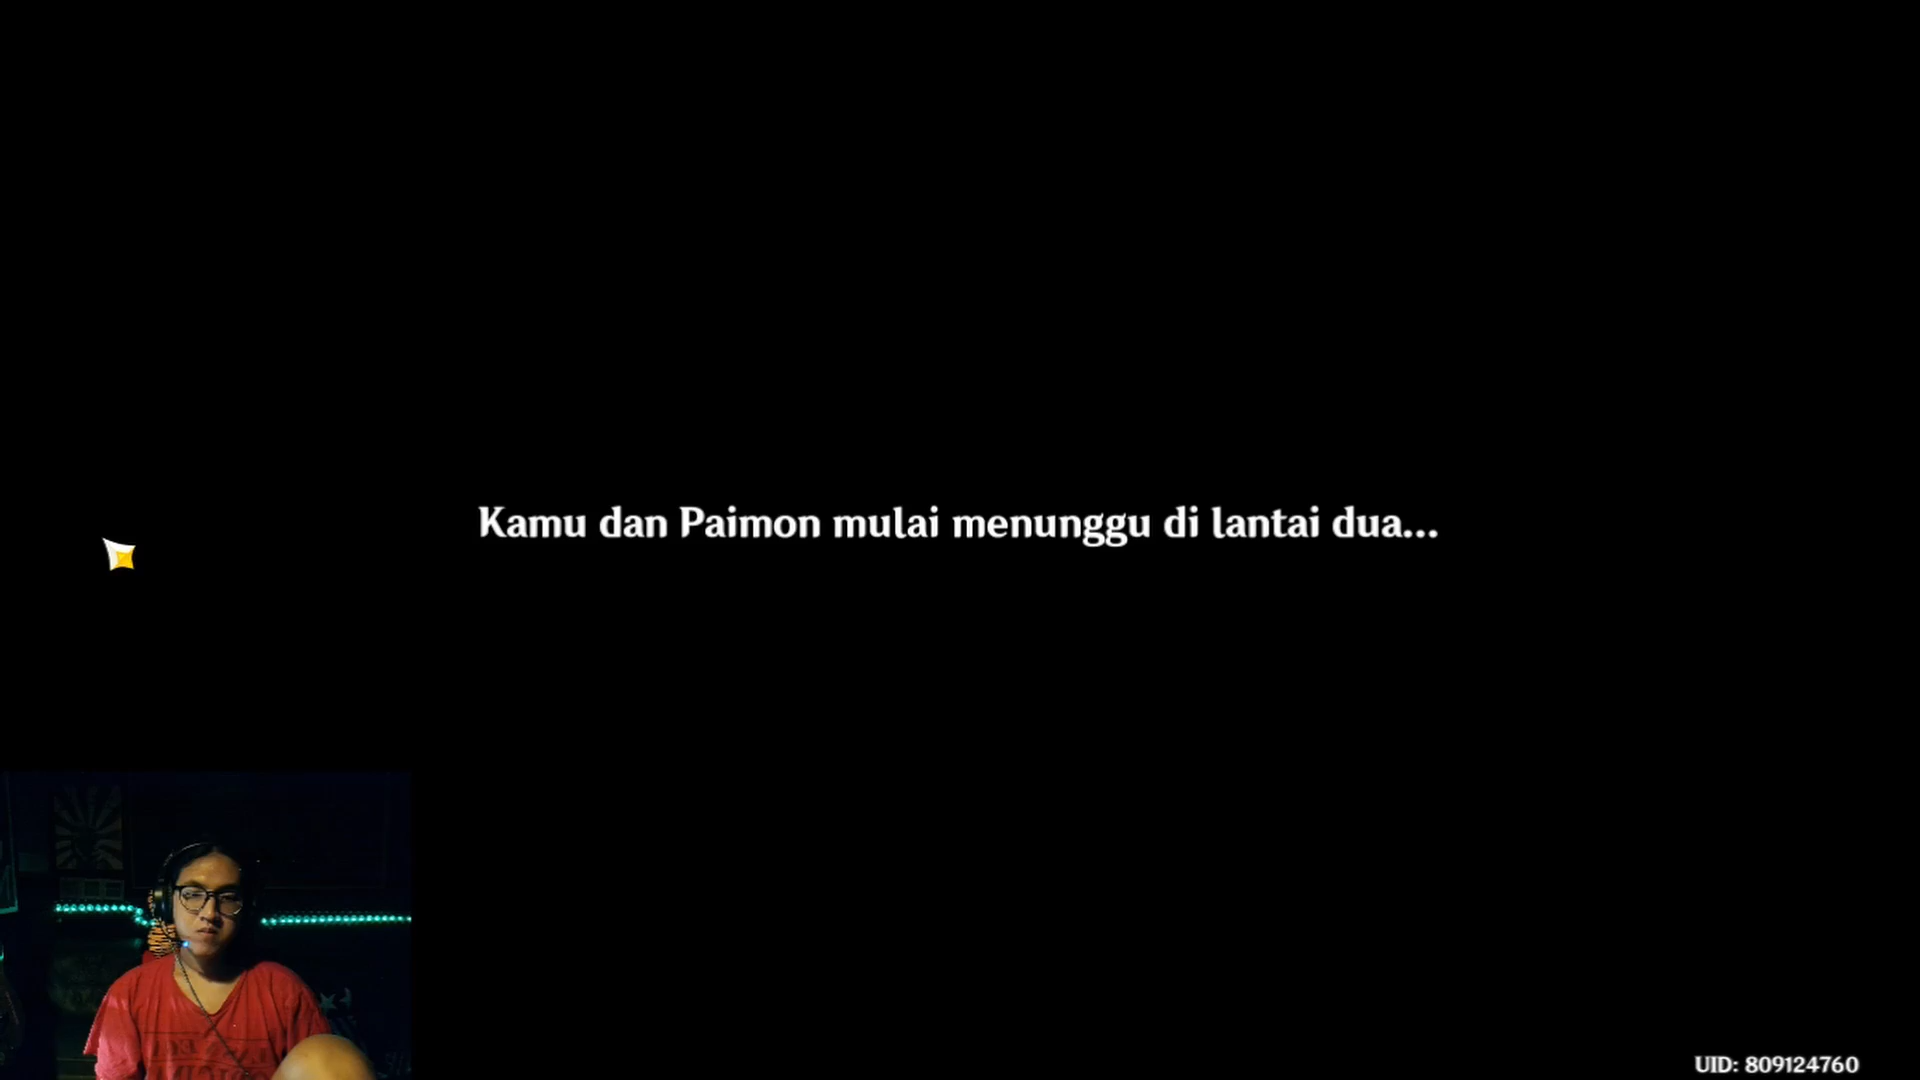 Kamu dan Paimon mulai menunggu di lantai dua...
UID: 809124760